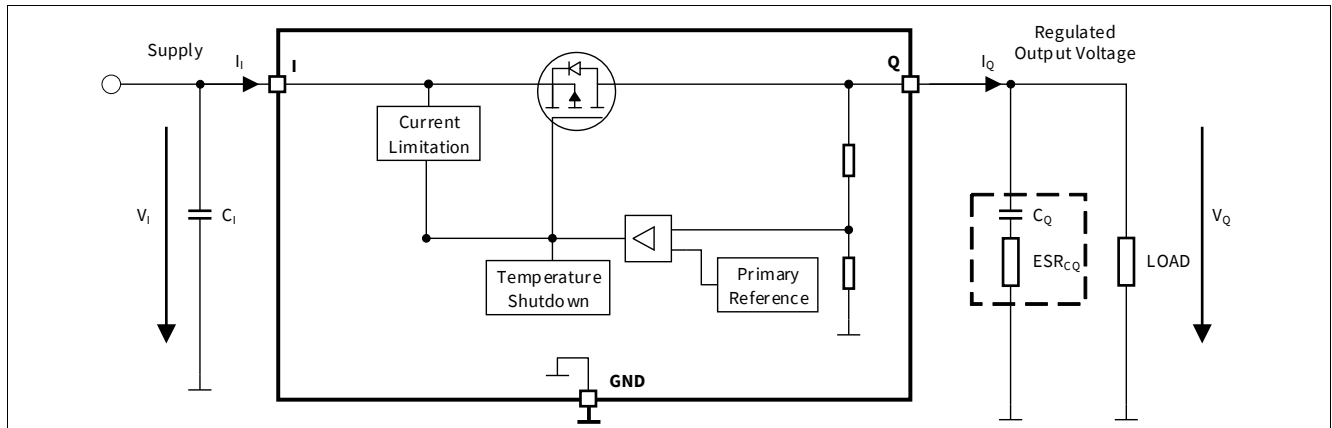 Supply
I_I
I
Q
I_Q
Regulated
Output Voltage
Current
Limitation
V_I
C_I
C_Q
V_Q
Temperature
Shutdown
Primary
Reference
ESR_CQ
LOAD
GND